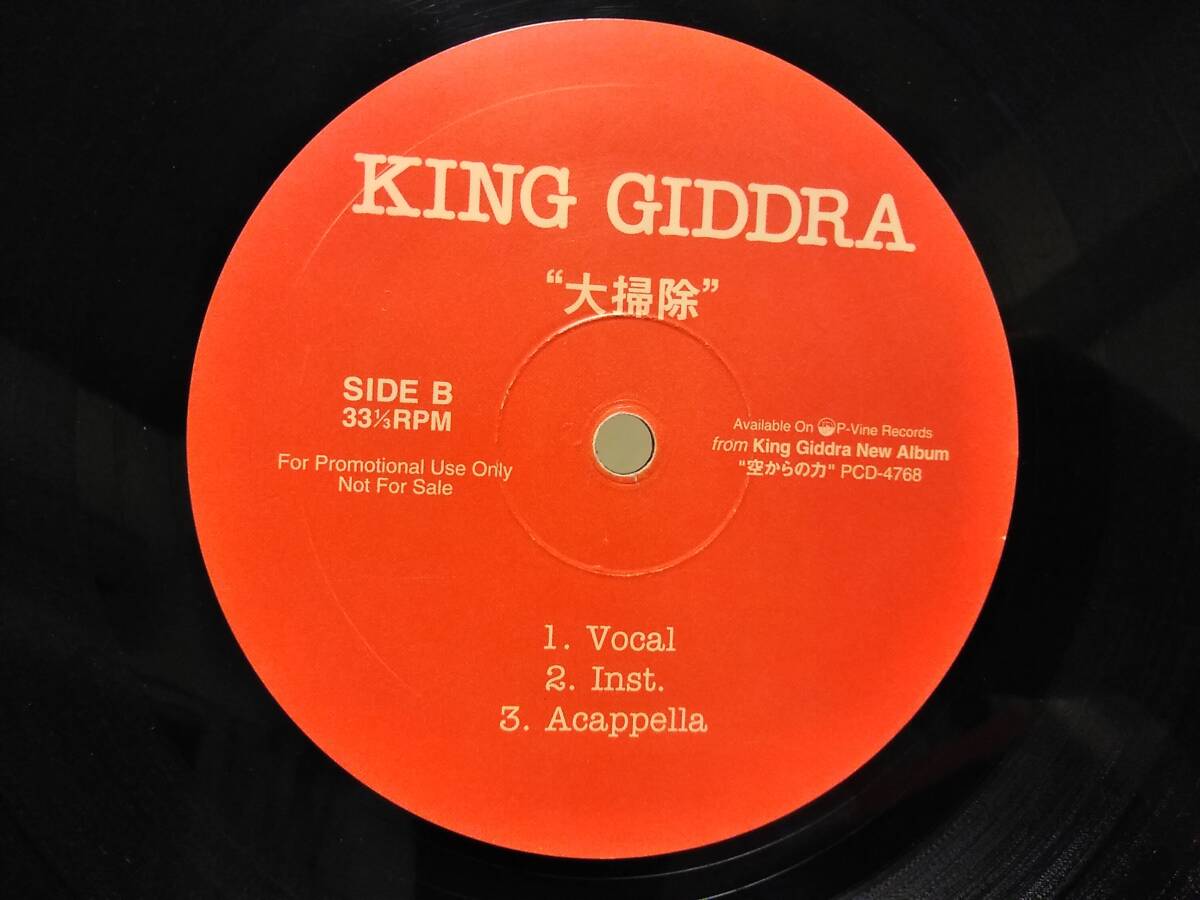 KING GIDDRA
“大掃除”
SIDE B
33⅓RPM
For Promotional Use Only
Not For Sale
Available On P-Vine Records
from King Giddra New Album
"空からの力" PCD-4768
1. Vocal
2. Inst.
3. Acappella